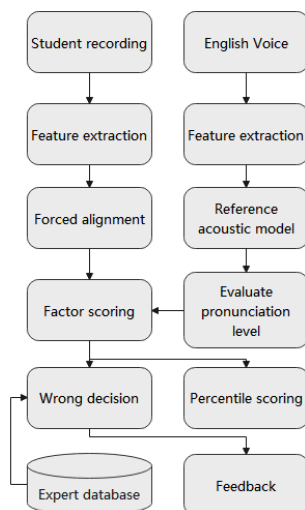 Student recording
English Voice
Feature extraction
Feature extraction
Forced alignment
Reference
acoustic model
Factor scoring
Evaluate
pronunciation
level
Wrong decision
Percentile scoring
Expert database
Feedback